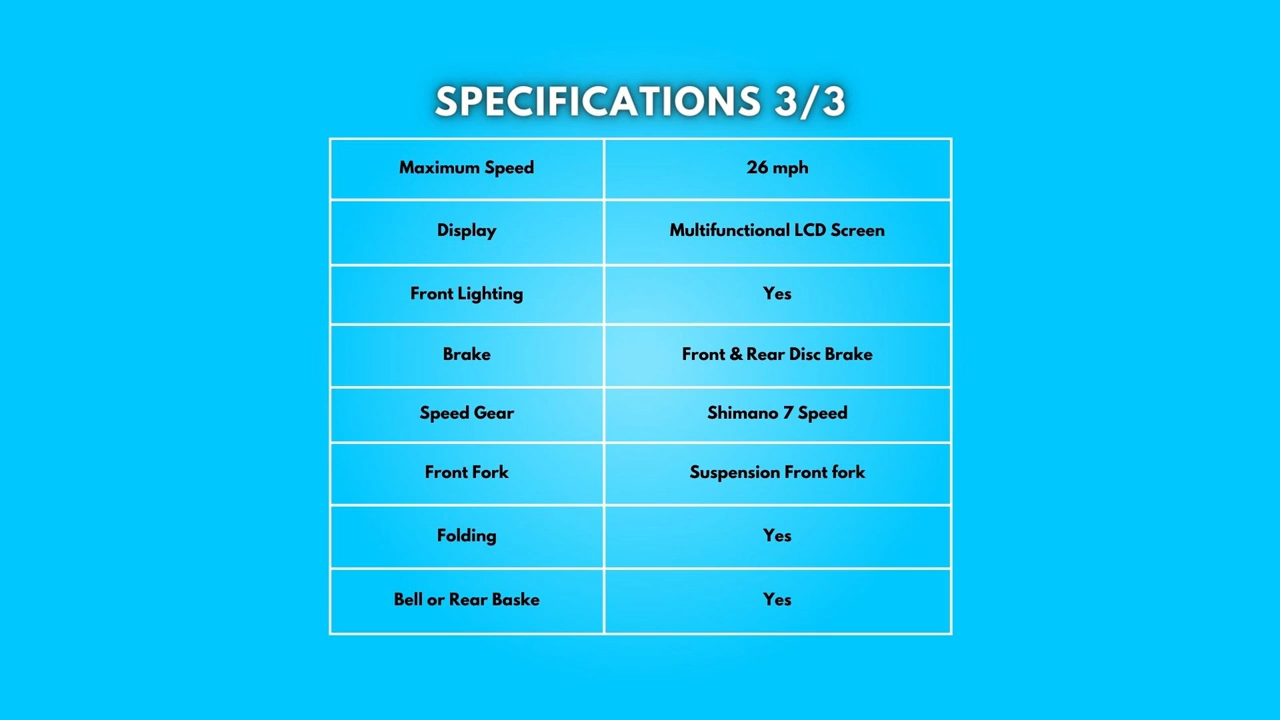 SPECIFICATIONS 3/3
Maximum Speed 26 mph
Display Multifunctional LCD Screen
Front Lighting Yes
Brake Front & Rear Disc Brake
Speed Gear Shimano 7 Speed
Front Fork Suspension Front fork
Folding Yes
Bell or Rear Baske Yes